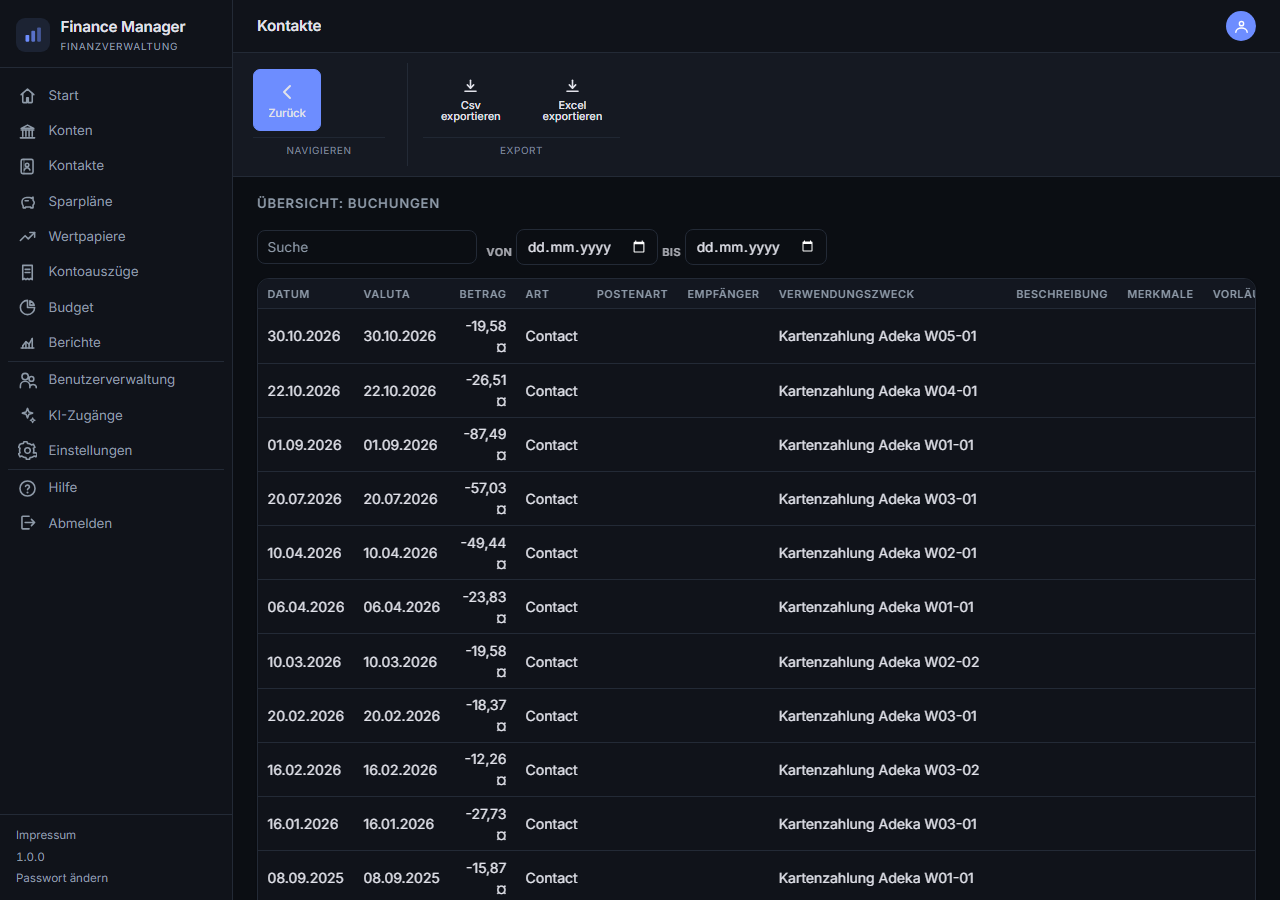 Finance Manager
FINANZVERWALTUNG
Start
Konten
Kontakte
Sparpläne
Wertpapiere
Kontoauszüge
Budget
Berichte
Benutzerverwaltung
KI-Zugänge
Einstellungen
Hilfe
Abmelden
Impressum
1.0.0
Passwort ändern
Kontakte
Zurück
NAVIGIEREN
Csv exportieren
Excel exportieren
EXPORT
ÜBERSICHT: BUCHUNGEN
Suche VON dd.mm.yyyy BIS dd.mm.yyyy
DATUM VALUTA BETRAG ART POSTENART EMPFÄNGER VERWENDUNGSZWECK BESCHREIBUNG MERKMALE VORLÄU
30.10.2026 30.10.2026 -19,58 ¤ Contact Kartenzahlung Adeka W05-01
22.10.2026 22.10.2026 -26,51 ¤ Contact Kartenzahlung Adeka W04-01
01.09.2026 01.09.2026 -87,49 ¤ Contact Kartenzahlung Adeka W01-01
20.07.2026 20.07.2026 -57,03 ¤ Contact Kartenzahlung Adeka W03-01
10.04.2026 10.04.2026 -49,44 ¤ Contact Kartenzahlung Adeka W02-01
06.04.2026 06.04.2026 -23,83 ¤ Contact Kartenzahlung Adeka W01-01
10.03.2026 10.03.2026 -19,58 ¤ Contact Kartenzahlung Adeka W02-02
20.02.2026 20.02.2026 -18,37 ¤ Contact Kartenzahlung Adeka W03-01
16.02.2026 16.02.2026 -12,26 ¤ Contact Kartenzahlung Adeka W03-02
16.01.2026 16.01.2026 -27,73 ¤ Contact Kartenzahlung Adeka W03-01
08.09.2025 08.09.2025 -15,87 ¤ Contact Kartenzahlung Adeka W01-01